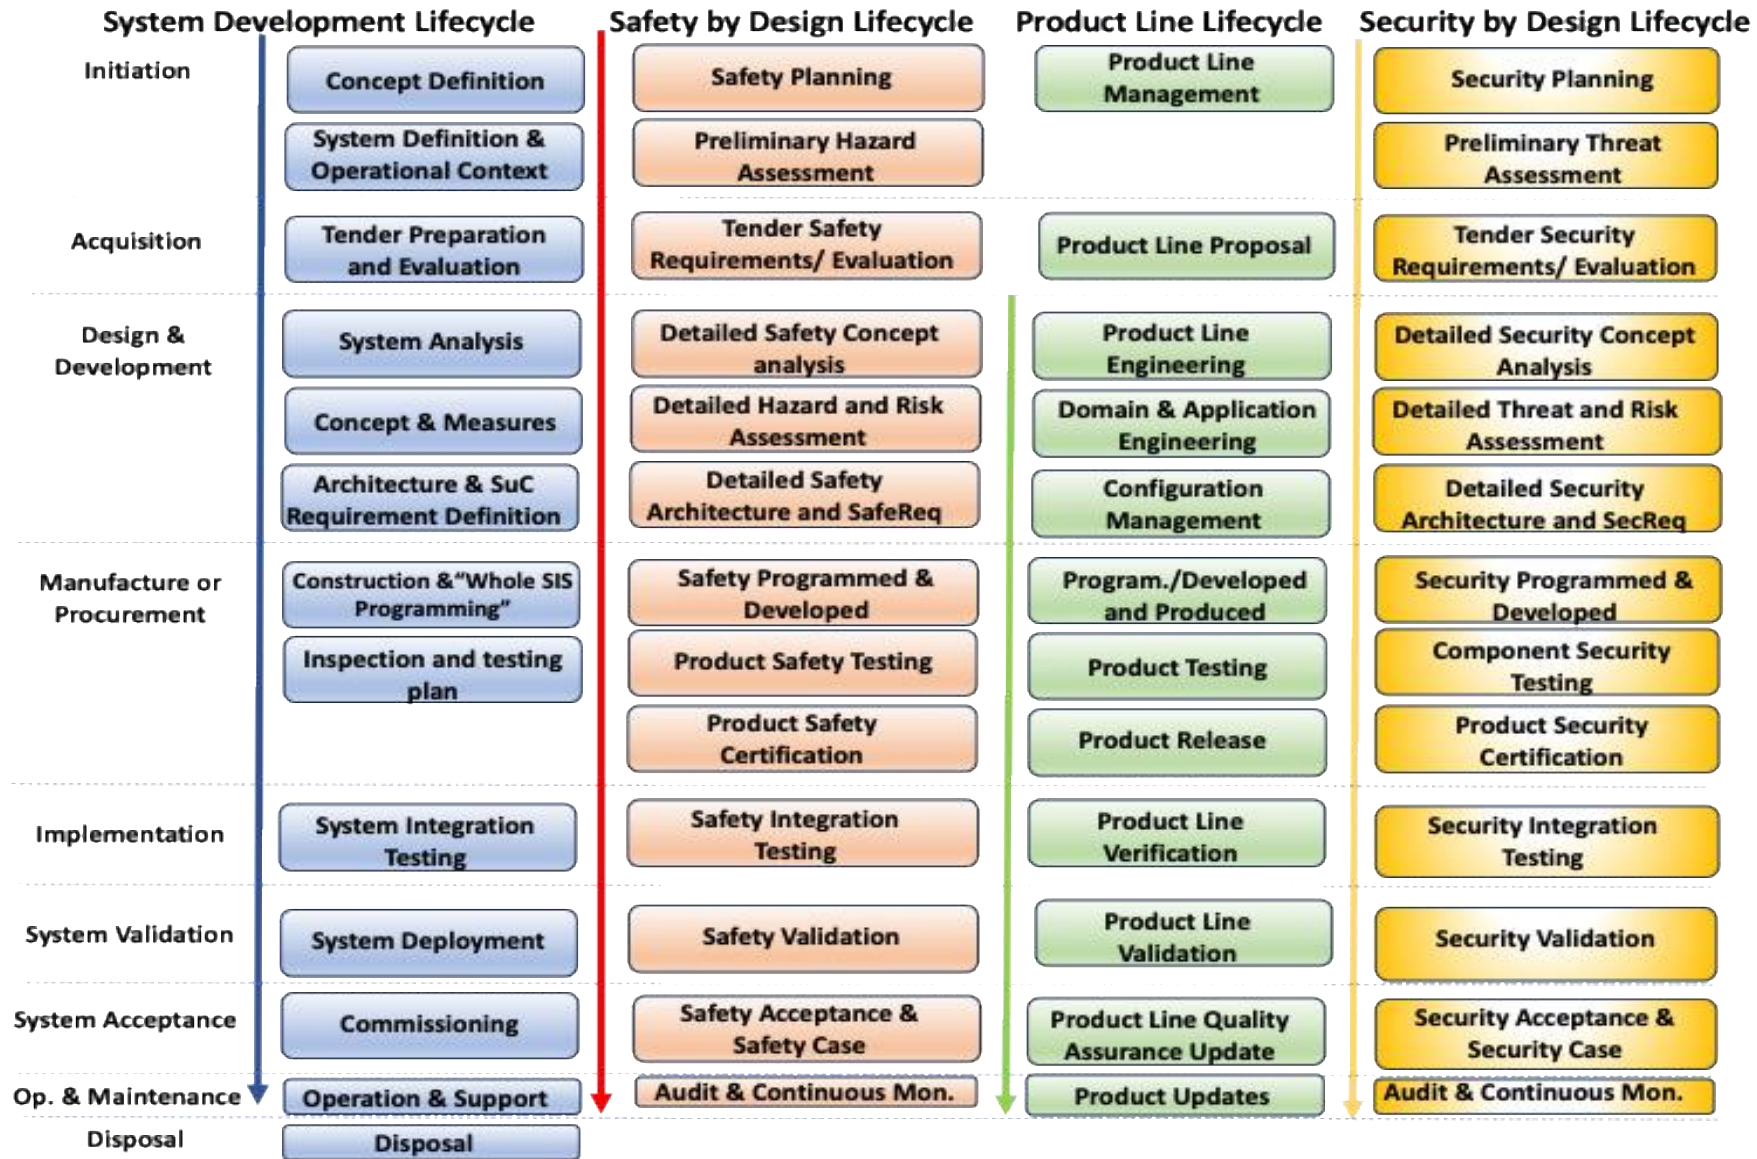 System Development Lifecycle
Safety by Design Lifecycle
Product Line Lifecycle
Security by Design Lifecycle
Initiation
Concept Definition
Safety Planning
Product Line
Management
Security Planning
System Definition &
Operational Context
Preliminary Hazard
Assessment
Preliminary Threat
Assessment
Acquisition
Tender Preparation
and Evaluation
Tender Safety
Requirements/ Evaluation
Product Line Proposal
Tender Security
Requirements/ Evaluation
Design &
Development
System Analysis
Detailed Safety Concept
analysis
Product Line
Engineering
Detailed Security Concept
Analysis
Concept & Measures
Detailed Hazard and Risk
Assessment
Domain & Application
Engineering
Detailed Threat and Risk
Assessment
Architecture & SuC
Requirement Definition
Detailed Safety
Architecture and SafeReq
Configuration
Management
Detailed Security
Architecture and SecReq
Manufacture or
Procurement
Construction &“Whole SIS
Programming”
Safety Programmed &
Developed
Program./Developed
and Produced
Security Programmed &
Developed
Inspection and testing
plan
Product Safety Testing
Product Testing
Component Security
Testing
Product Safety
Certification
Product Release
Product Security
Certification
Implementation
System Integration
Testing
Safety Integration
Testing
Product Line
Verification
Security Integration
Testing
System Validation
System Deployment
Safety Validation
Product Line
Validation
Security Validation
System Acceptance
Commissioning
Safety Acceptance &
Safety Case
Product Line Quality
Assurance Update
Security Acceptance &
Security Case
Op. & Maintenance
Operation & Support
Audit & Continuous Mon.
Product Updates
Audit & Continuous Mon.
Disposal
Disposal